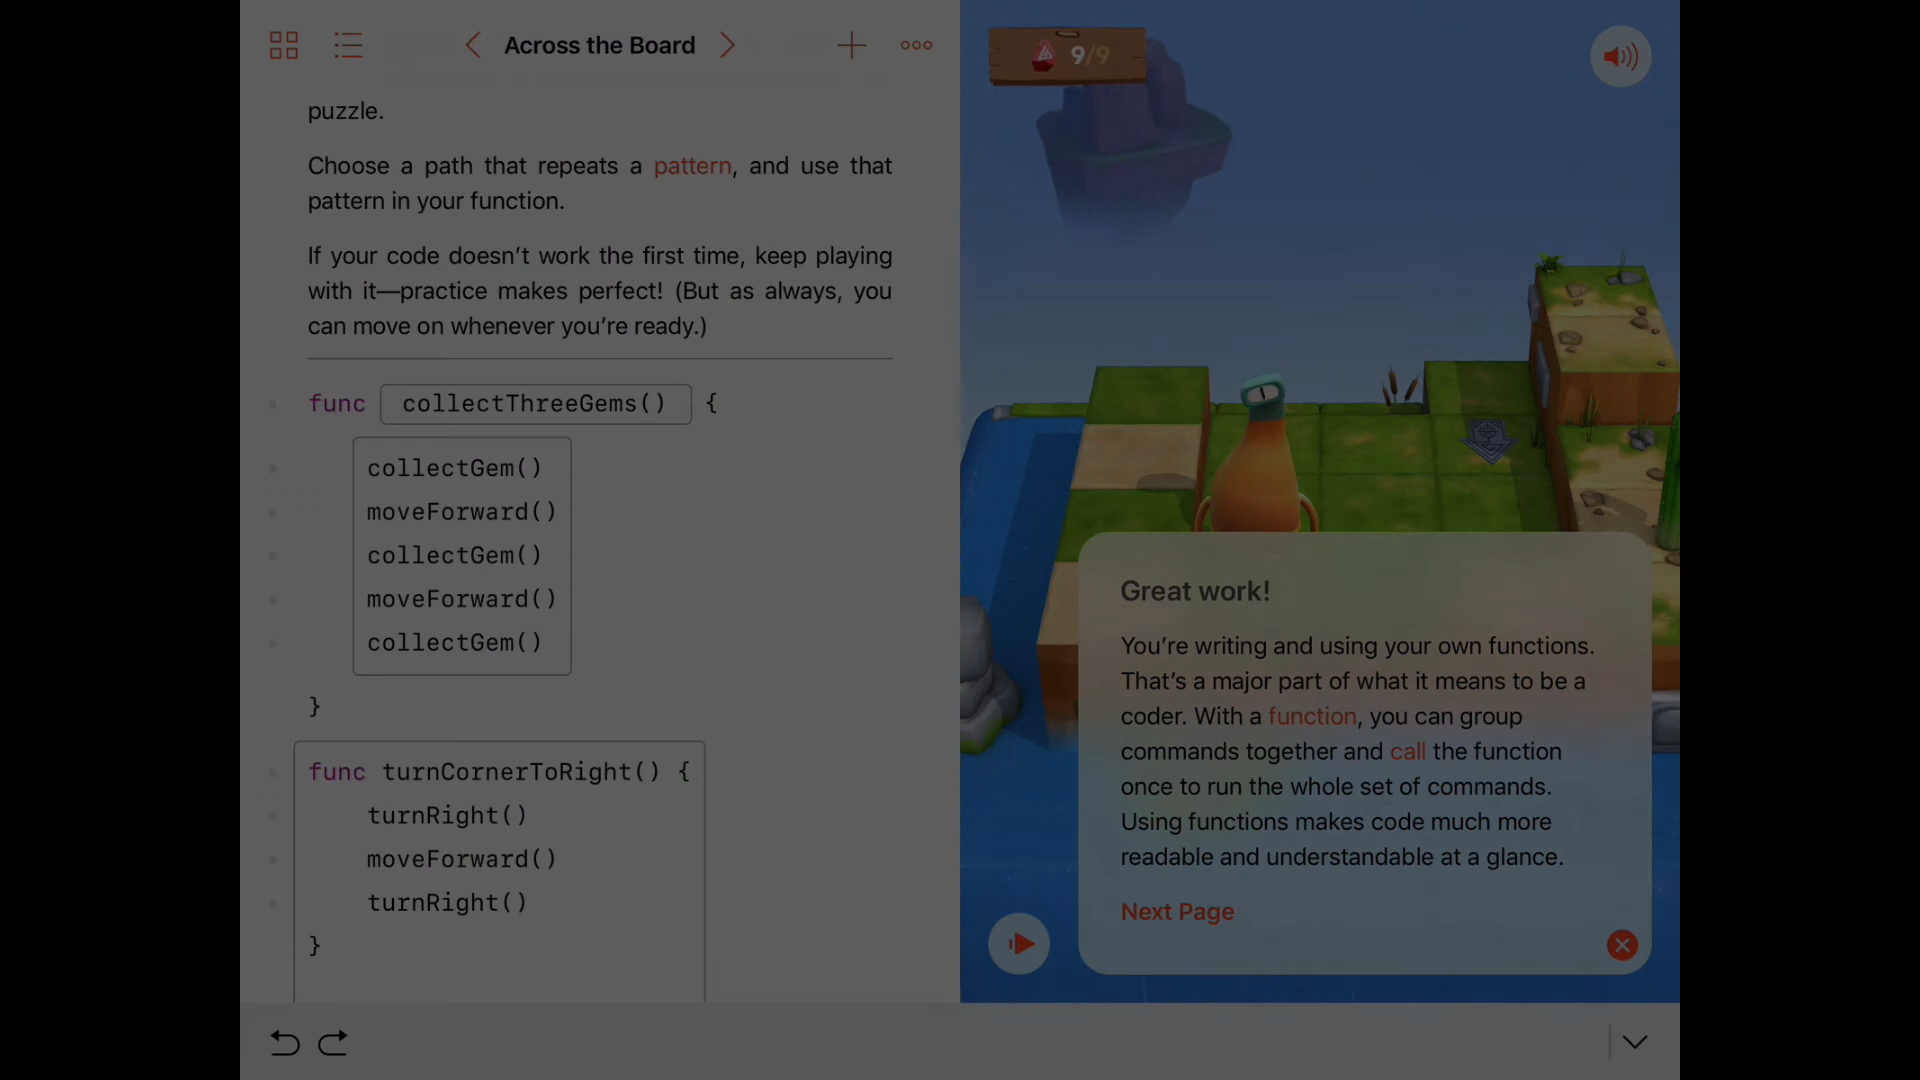 Across the Board
puzzle.
Choose a path that repeats a pattern, and use that
pattern in your function.
If your code doesn’t work the first time, keep playing
with it—practice makes perfect! (But as always, you
can move on whenever you’re ready.)
func collectThreeGems() {
collectGem()
moveForward()
collectGem()
moveForward()
collectGem()
}
func turnCornerToRight() {
turnRight()
moveForward()
turnRight()
}
9/9
Great work!
You’re writing and using your own functions.
That’s a major part of what it means to be a
coder. With a function, you can group
commands together and call the function
once to run the whole set of commands.
Using functions makes code much more
readable and understandable at a glance.
Next Page